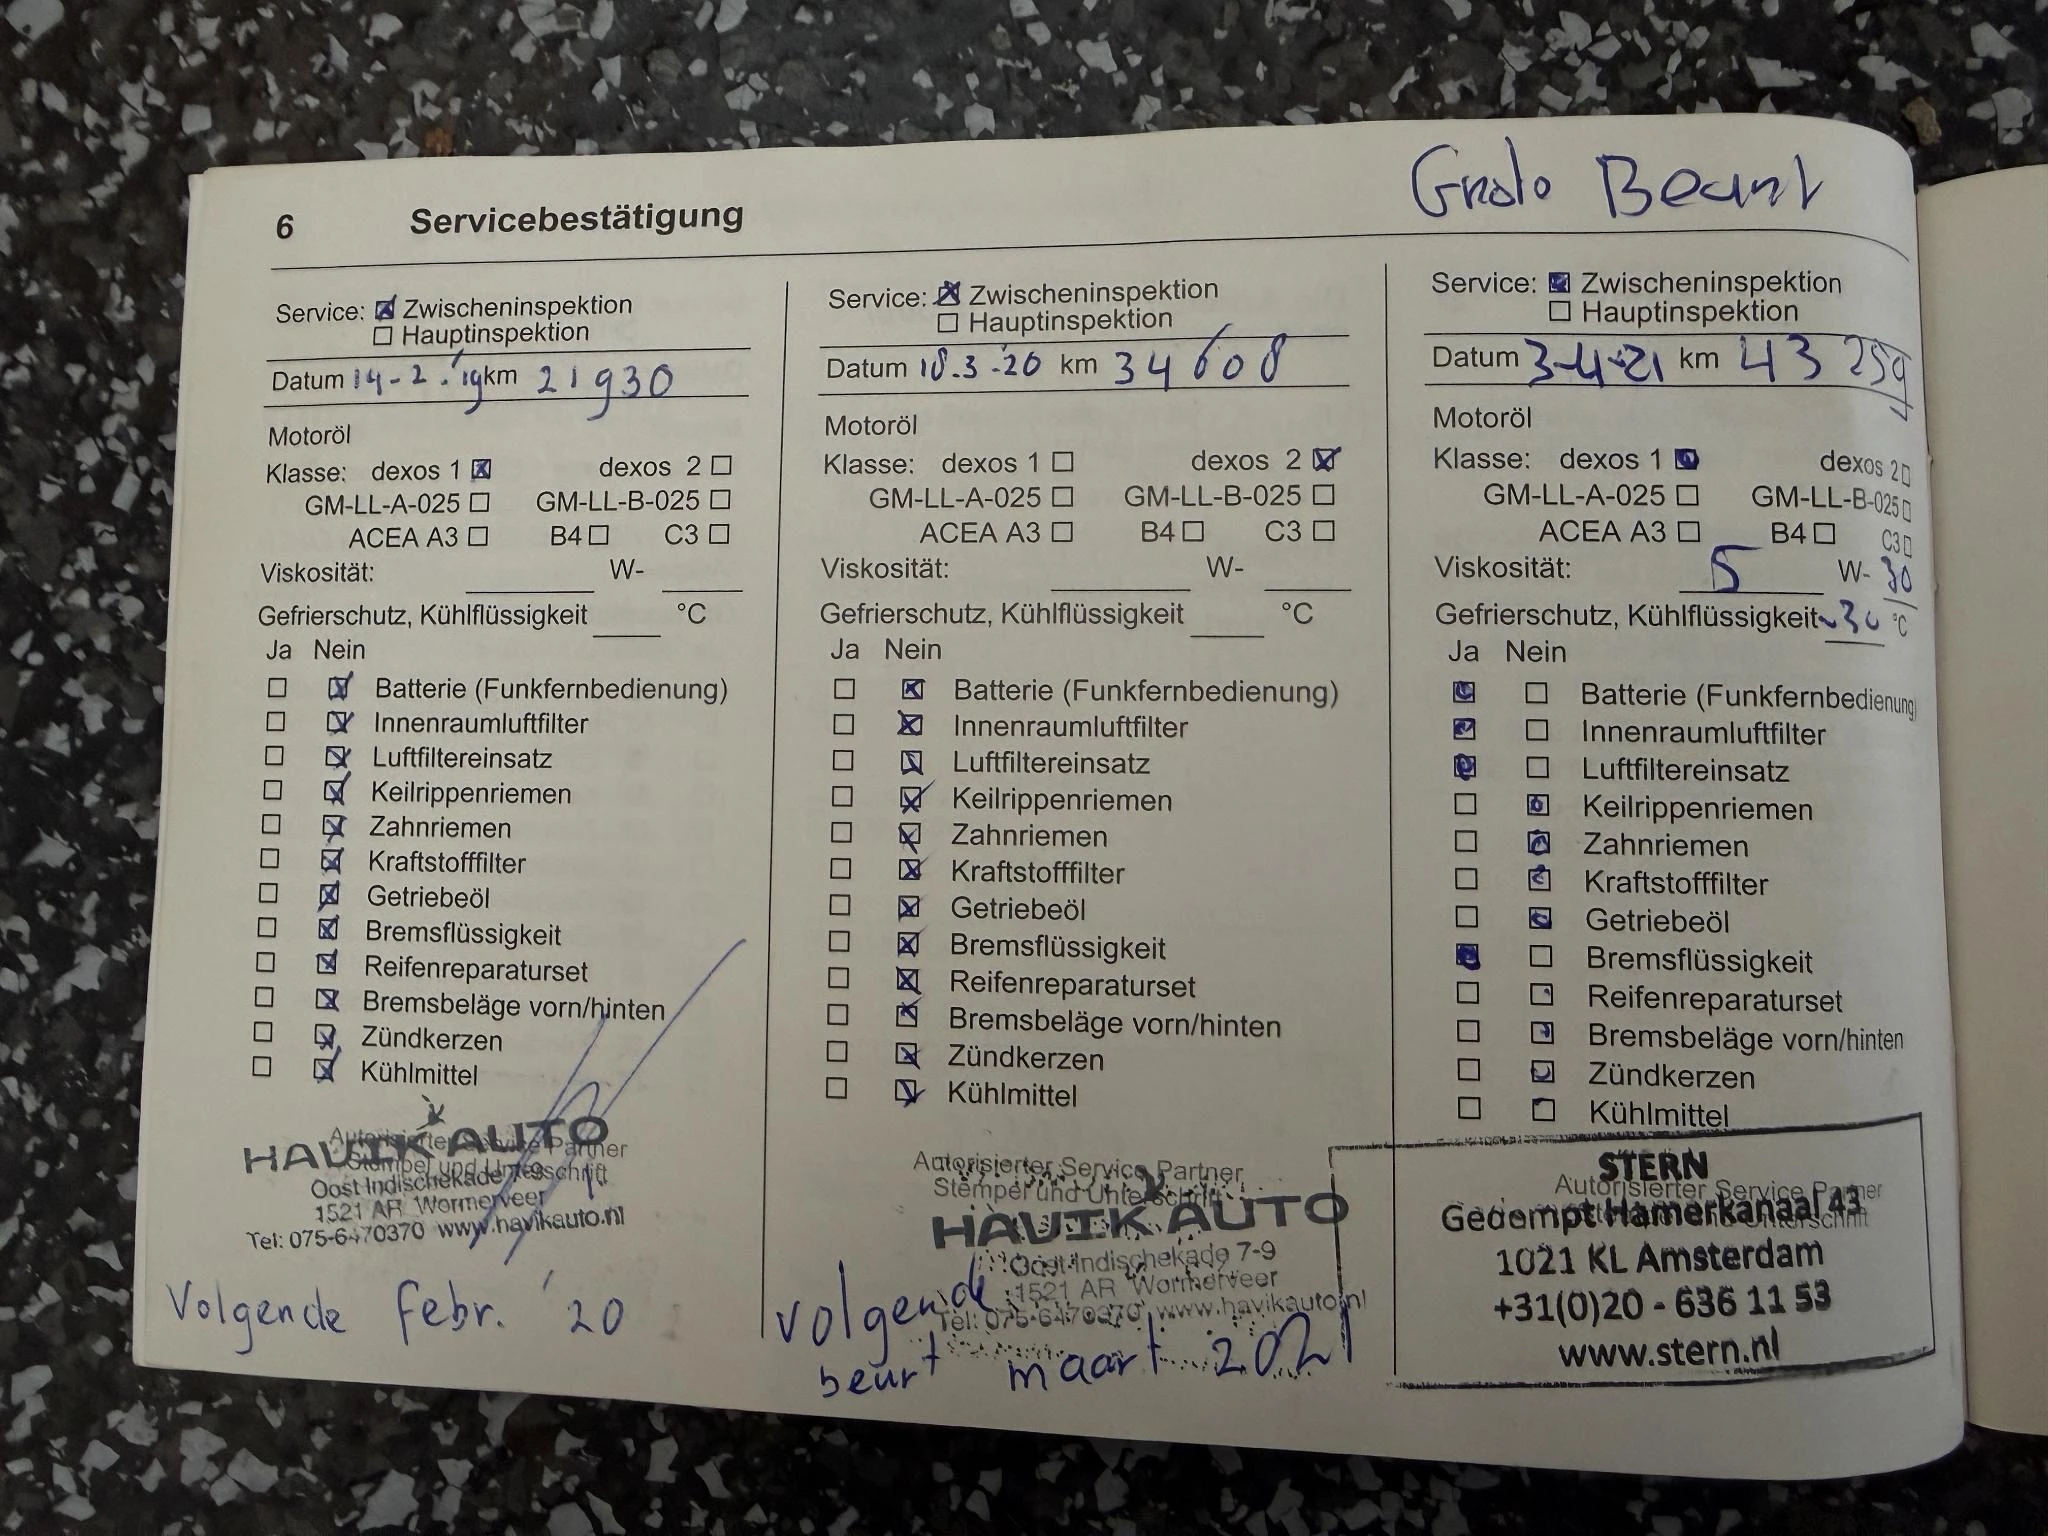 6 Servicebestätigung
Service: Zwischeninspektion
Hauptinspektion
Datum 14-2-'19 km 21930
Motoröl
Klasse: dexos 1 dexos 2
GM-LL-A-025 GM-LL-B-025
ACEA A3 B4 C3
Viskosität: W-
Gefrierschutz, Kühlflüssigkeit °C
Ja Nein
Batterie (Funkfernbedienung)
Innenraumluftfilter
Luftfiltereinsatz
Keilrippenriemen
Zahnriemen
Kraftstofffilter
Getriebeöl
Bremsflüssigkeit
Reifenreparaturset
Bremsbeläge vorn/hinten
Zündkerzen
Kühlmittel
Autorisierter Service Partner
Stempel und Unterschrift
HAVIK AUTO
Oost Indischekade 7-9
1521 AR Wormerveer
Tel: 075-6470370 www.havikauto.nl
Volgende febr. '20
Service: Zwischeninspektion
Hauptinspektion
Datum 18.3-'20 km 34608
Motoröl
Klasse: dexos 1 dexos 2
GM-LL-A-025 GM-LL-B-025
ACEA A3 B4 C3
Viskosität: W-
Gefrierschutz, Kühlflüssigkeit °C
Ja Nein
Batterie (Funkfernbedienung)
Innenraumluftfilter
Luftfiltereinsatz
Keilrippenriemen
Zahnriemen
Kraftstofffilter
Getriebeöl
Bremsflüssigkeit
Reifenreparaturset
Bremsbeläge vorn/hinten
Zündkerzen
Kühlmittel
Autorisierter Service Partner
Stempel und Unterschrift
HAVIK AUTO
Oost Indischekade 7-9
1521 AR Wormerveer
Tel: 075-6470370 www.havikauto.nl
volgende
beurt maart 2021
Service: Zwischeninspektion
Hauptinspektion
Datum 3-4-21 km 43259
Motoröl
Klasse: dexos 1 dexos 2
GM-LL-A-025 GM-LL-B-025
ACEA A3 B4 C3
Viskosität: 5 W- 30
Gefrierschutz, Kühlflüssigkeit -30 °C
Ja Nein
Batterie (Funkfernbedienung)
Innenraumluftfilter
Luftfiltereinsatz
Keilrippenriemen
Zahnriemen
Kraftstofffilter
Getriebeöl
Bremsflüssigkeit
Reifenreparaturset
Bremsbeläge vorn/hinten
Zündkerzen
Kühlmittel
Autorisierter Service Partner
Stempel und Unterschrift
STERN
Gedempt Hamerkanaal 43
1021 KL Amsterdam
+31(0)20 - 636 11 53
www.stern.nl